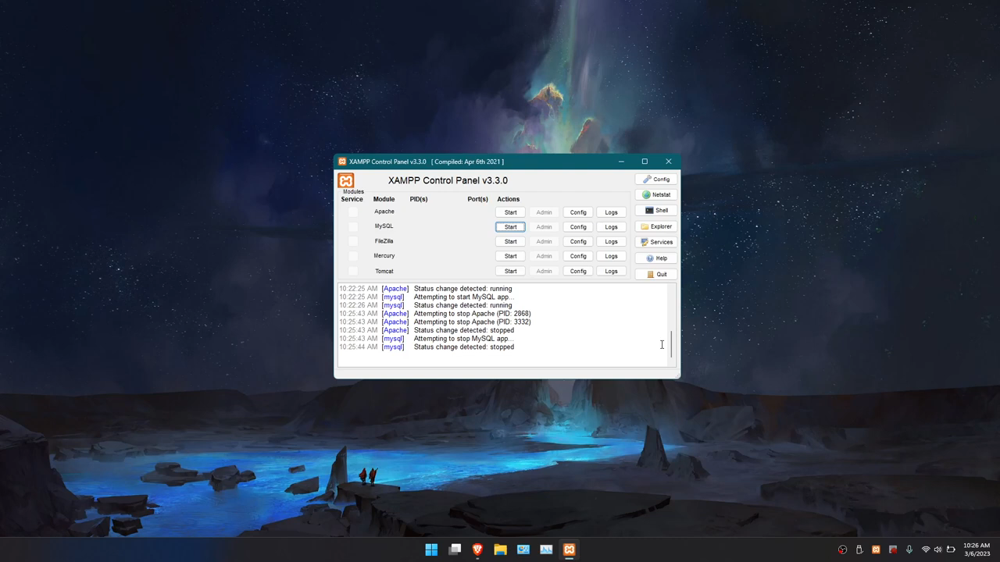 XAMPP Control Panel v3.3.0 [ Compiled: Apr 6th 2021 ]
XAMPP Control Panel v3.3.0
Config
Modules
Service Module PID(s) Port(s) Actions
Netstat
Apache Start Admin Config Logs
Shell
MySQL Start Admin Config Logs
Explorer
FileZilla Start Admin Config Logs
Services
Mercury Start Admin Config Logs
Help
Tomcat Start Admin Config Logs
Quit
10:22:25 AM [Apache] Status change detected: running
10:22:25 AM [mysql] Attempting to start MySQL app...
10:22:26 AM [mysql] Status change detected: running
10:25:43 AM [Apache] Attempting to stop Apache (PID: 2868)
10:25:43 AM [Apache] Attempting to stop Apache (PID: 3332)
10:25:43 AM [Apache] Status change detected: stopped
10:25:43 AM [mysql] Attempting to stop MySQL app...
10:25:44 AM [mysql] Status change detected: stopped
10:26 AM
3/6/2023